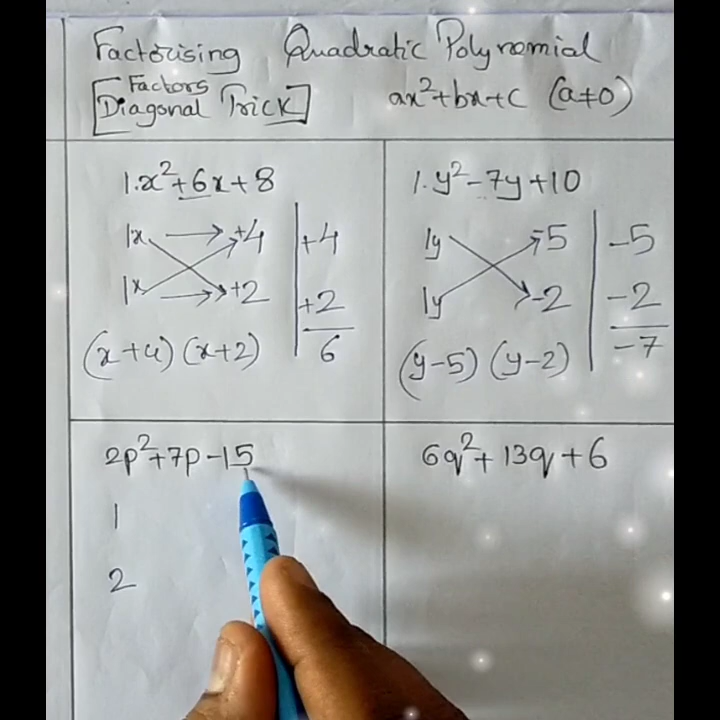 Factorising Quadratic Polynomial
[Factors Diagonal Trick] ax²+bx+c (a≠0)
1.x²+6x+8
1x +4 +4
1x +2 +2
6
(x+4) (x+2)
1.y²-7y+10
1y -5 -5
1y -2 -2
-7
(y-5) (y-2)
2p²+7p-15
1
2
6q²+13q+6